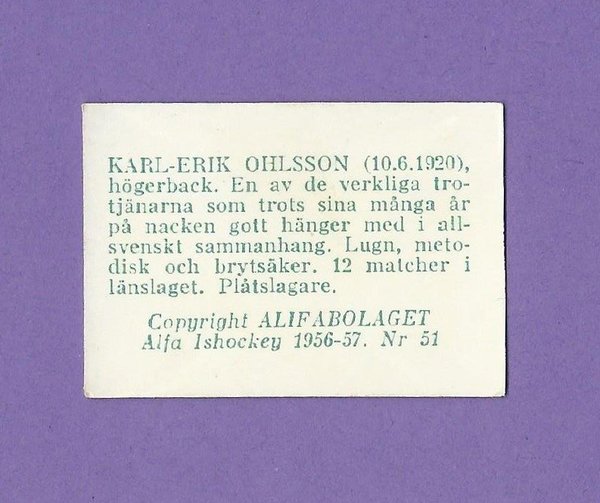 KARL-ERIK OHLSSON (10.6.1920),
högerback. En av de verkliga tro-
tjänarna som trots sina många år
på nacken gott hänger med i all-
svenskt sammanhang. Lugn, meto-
disk och brytsäker. 12 matcher i
länslaget. Plåtslagare.
Copyright ALIFABOLAGET
Alfa Ishockey 1956-57. Nr 51